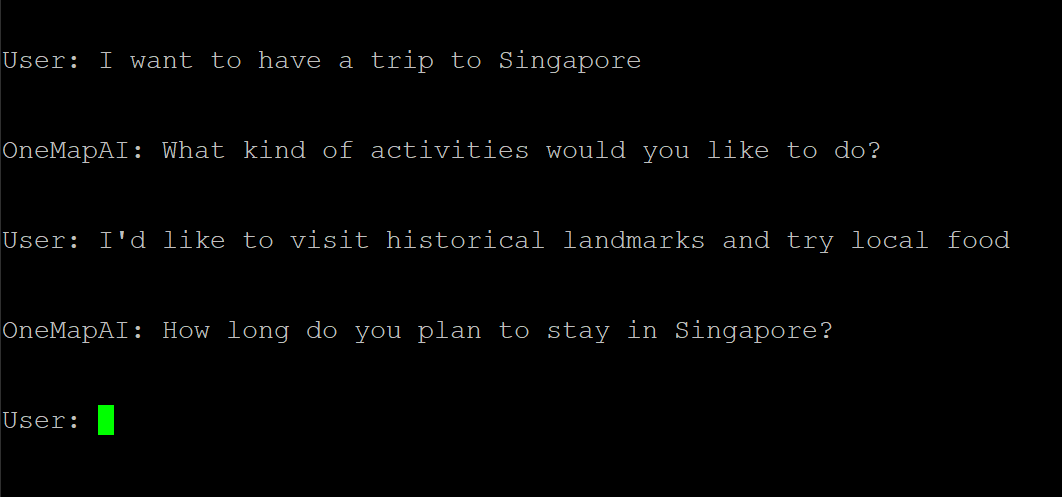 User: I want to have a trip to Singapore
OneMapAI: What kind of activities would you like to do?
User: I'd like to visit historical landmarks and try local food
OneMapAI: How long do you plan to stay in Singapore?
User: